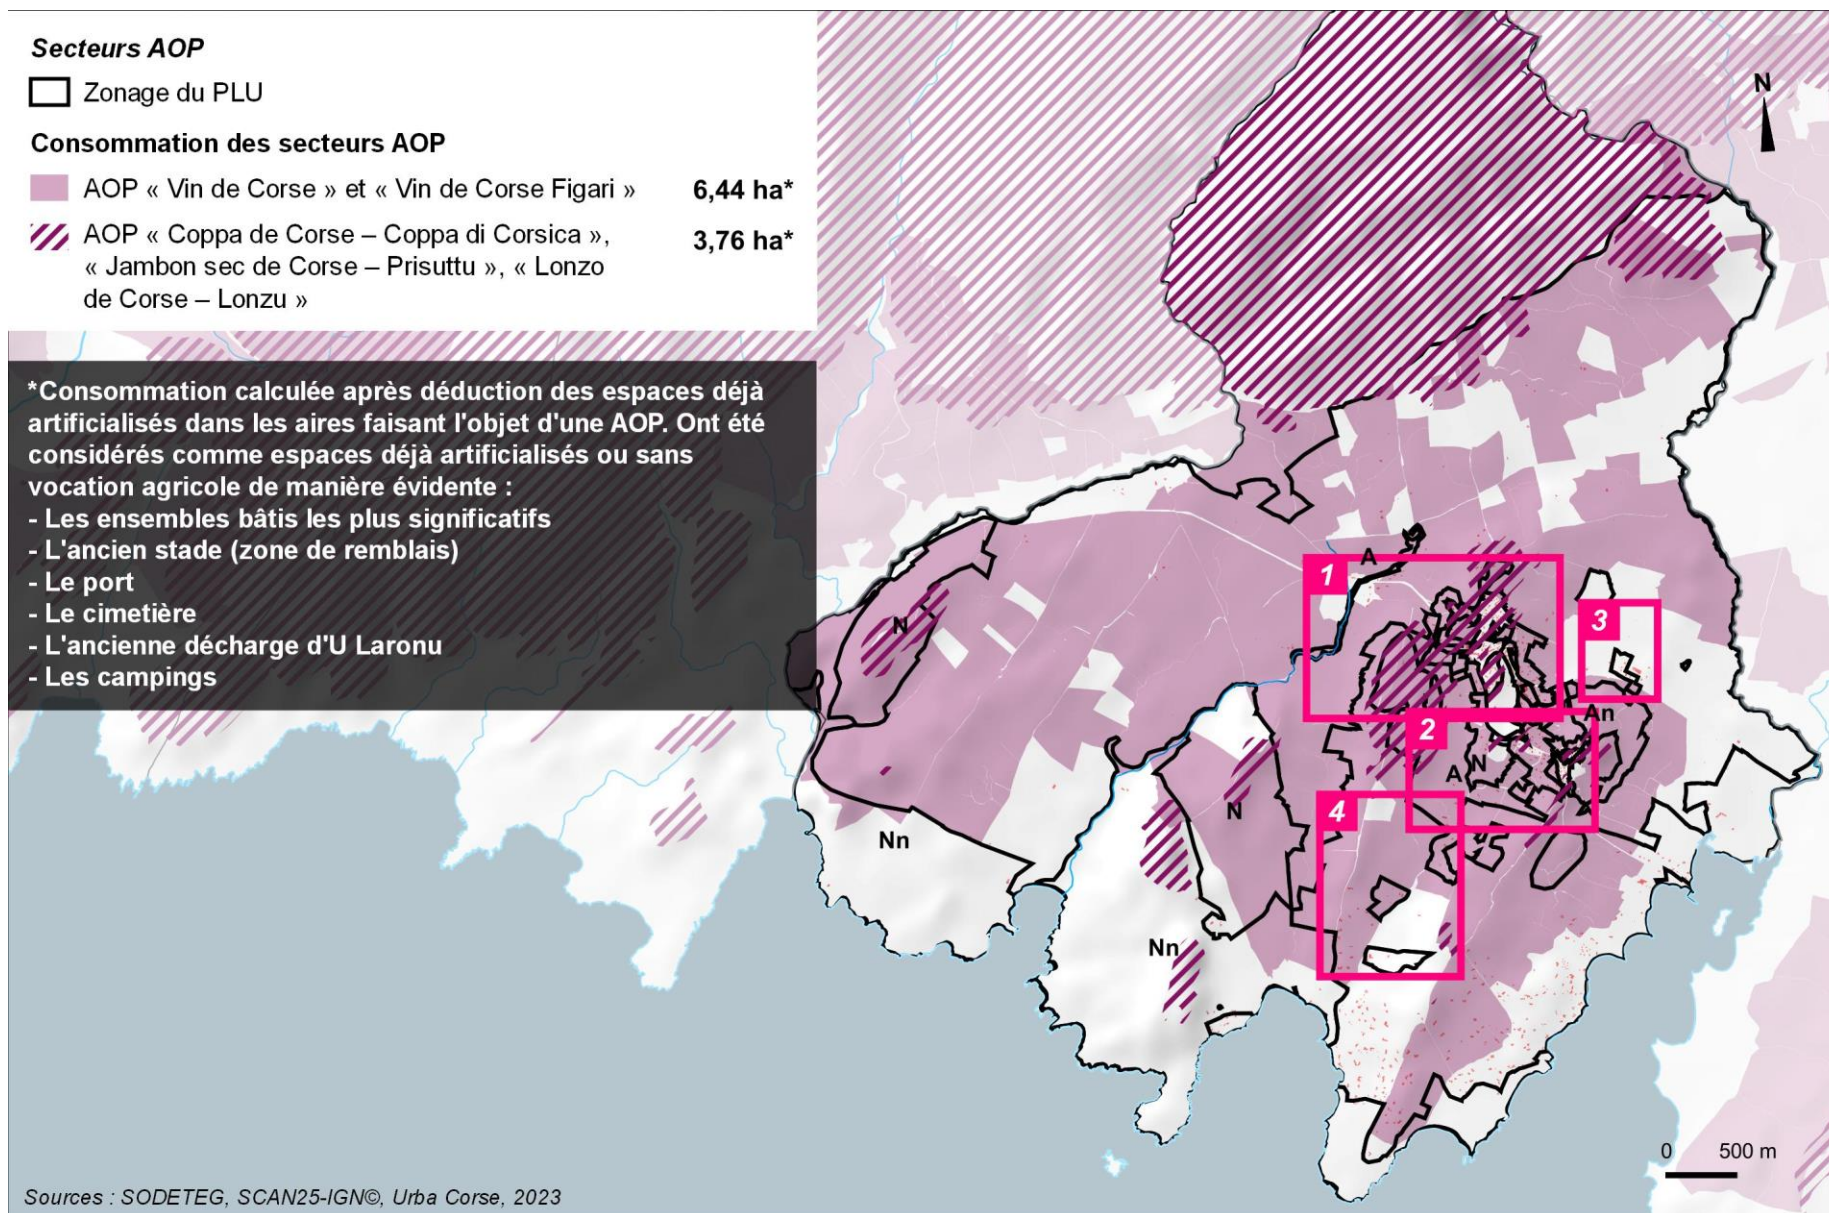 Secteurs AOP
Zonage du PLU
Consommation des secteurs AOP
AOP « Vin de Corse » et « Vin de Corse Figari » 6,44 ha*
AOP « Coppa de Corse – Coppa di Corsica », 3,76 ha*
« Jambon sec de Corse – Prisuttu », « Lonzo
de Corse – Lonzu »
*Consommation calculée après déduction des espaces déjà
artificialisés dans les aires faisant l'objet d'une AOP. Ont été
considérés comme espaces déjà artificialisés ou sans
vocation agricole de manière évidente :
- Les ensembles bâtis les plus significatifs
- L'ancien stade (zone de remblais)
- Le port
- Le cimetière
- L'ancienne décharge d'U Laronu
- Les campings
N
A
1
3
N
An
2
A N
4
N
Nn
Nn
0 500 m
Sources : SODETEG, SCAN25-IGN©, Urba Corse, 2023